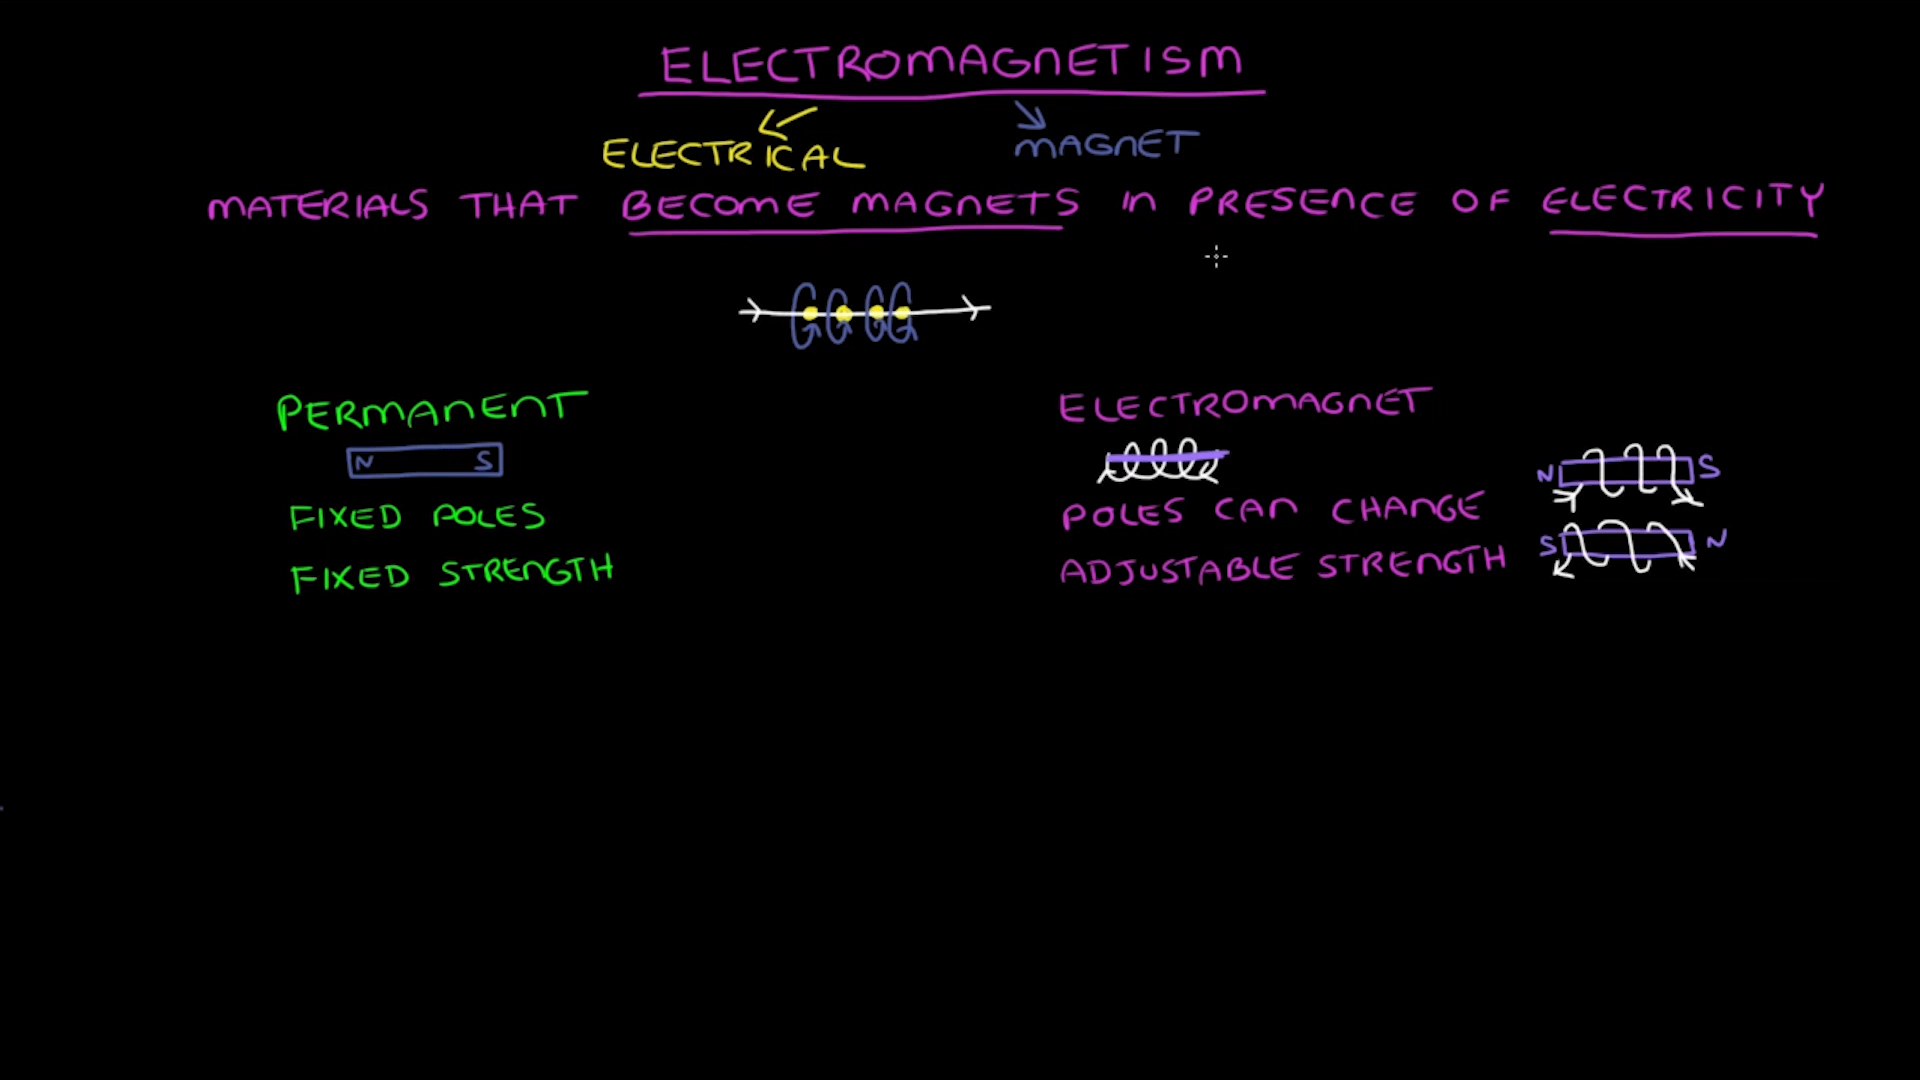 ELECTROMAGNETISM
ELECTRICAL MAGNET
MATERIALS THAT BECOME MAGNETS IN PRESENCE OF ELECTRICITY
PERMANENT ELECTROMAGNET
N S
N S
FIXED POLES POLES CAN CHANGE
S N
FIXED STRENGTH ADJUSTABLE STRENGTH